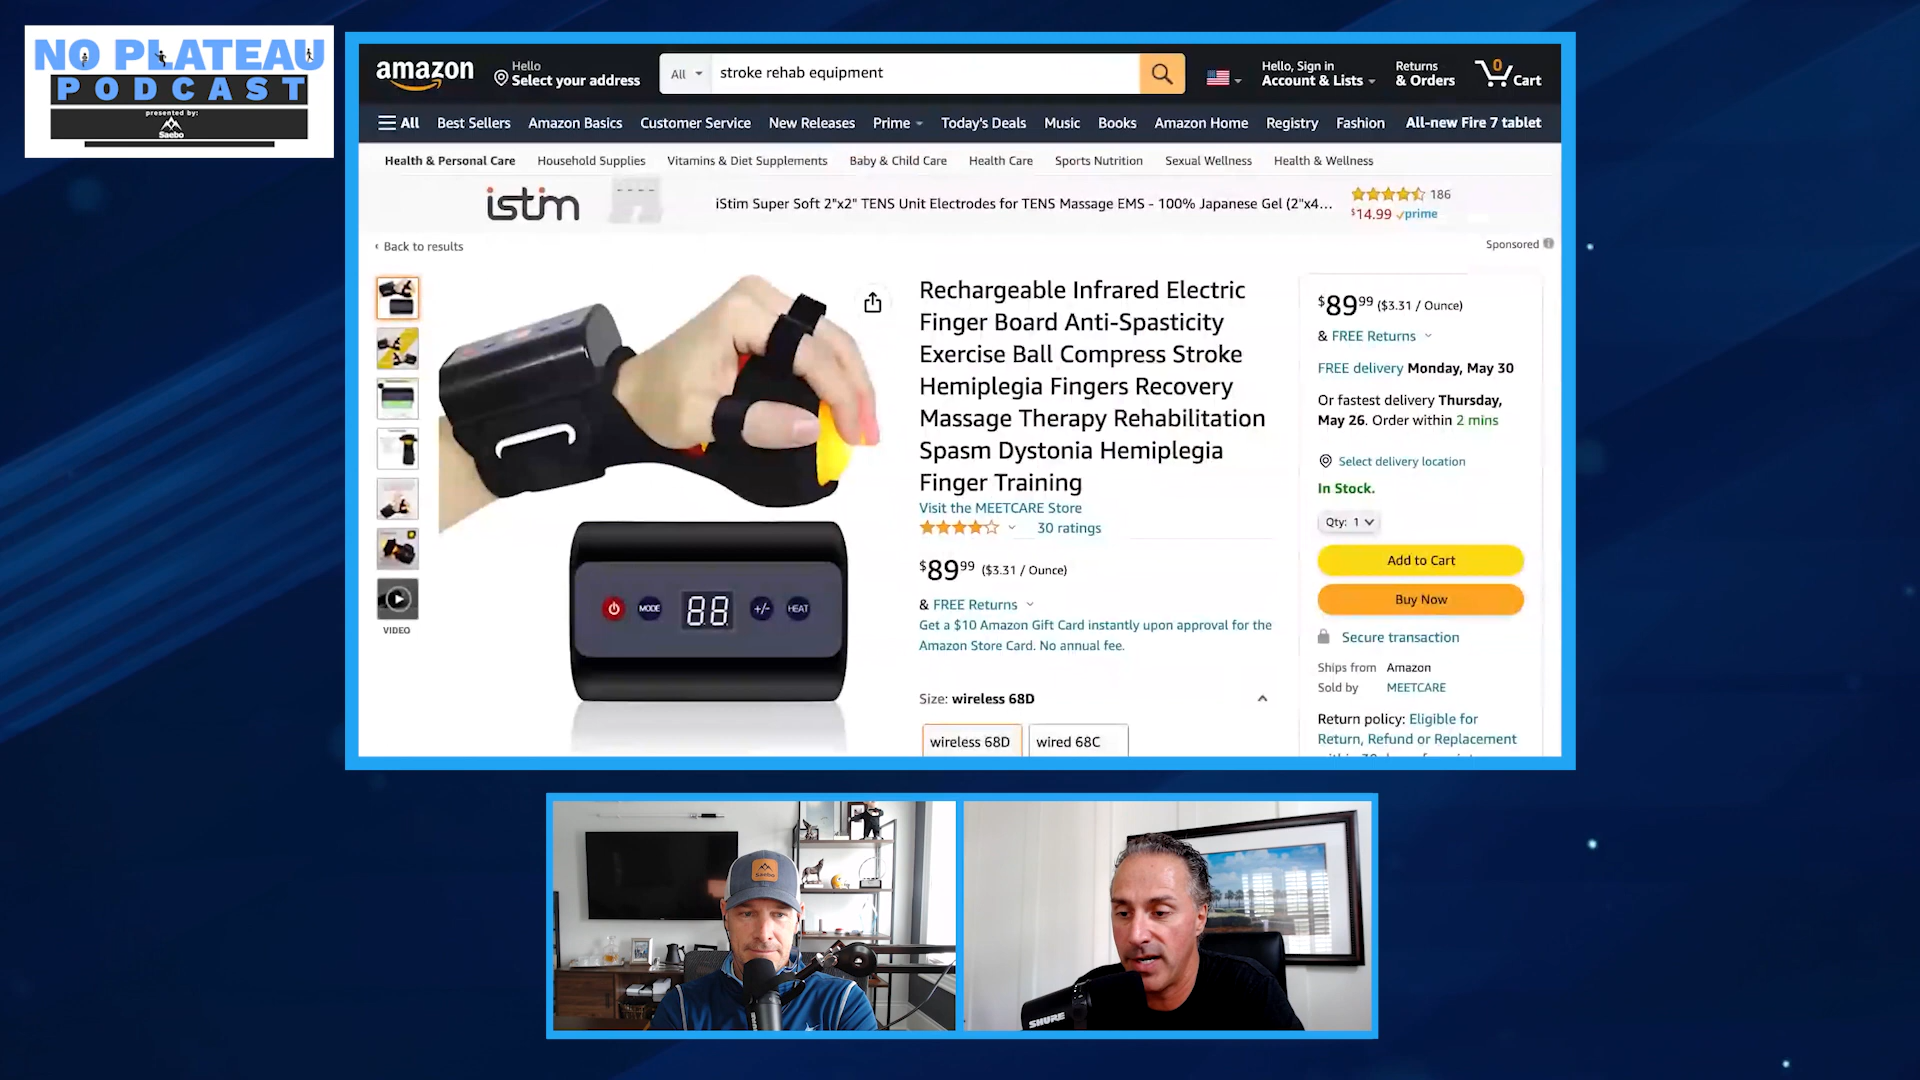 NO PLATEAU
PODCAST
presented by:
Saebo
amazon
Hello
Select your address
All
stroke rehab equipment
Hello, Sign in
Account & Lists
Returns
& Orders
0
Cart
All
Best Sellers
Amazon Basics
Customer Service
New Releases
Prime
Today's Deals
Music
Books
Amazon Home
Registry
Fashion
All-new Fire 7 tablet
Health & Personal Care
Household Supplies
Vitamins & Diet Supplements
Baby & Child Care
Health Care
Sports Nutrition
Sexual Wellness
Health & Wellness
istim
iStim Super Soft 2"x2" TENS Unit Electrodes for TENS Massage EMS - 100% Japanese Gel (2"x4...
186
$14.99 prime
‹ Back to results
Sponsored
Rechargeable Infrared Electric
Finger Board Anti-Spasticity
Exercise Ball Compress Stroke
Hemiplegia Fingers Recovery
Massage Therapy Rehabilitation
Spasm Dystonia Hemiplegia
Finger Training
Visit the MEETCARE Store
30 ratings
$89.99 ($3.31 / Ounce)
& FREE Returns
Get a $10 Amazon Gift Card instantly upon approval for the
Amazon Store Card. No annual fee.
Size: wireless 68D
wireless 68D
wired 68C
MODE
88
+/-
HEAT
VIDEO
$89.99 ($3.31 / Ounce)
& FREE Returns
FREE delivery Monday, May 30
Or fastest delivery Thursday,
May 26. Order within 2 mins
Select delivery location
In Stock.
Qty: 1
Add to Cart
Buy Now
Secure transaction
Ships from Amazon
Sold by MEETCARE
Return policy: Eligible for
Return, Refund or Replacement
Saebo
SHURE
SHURE